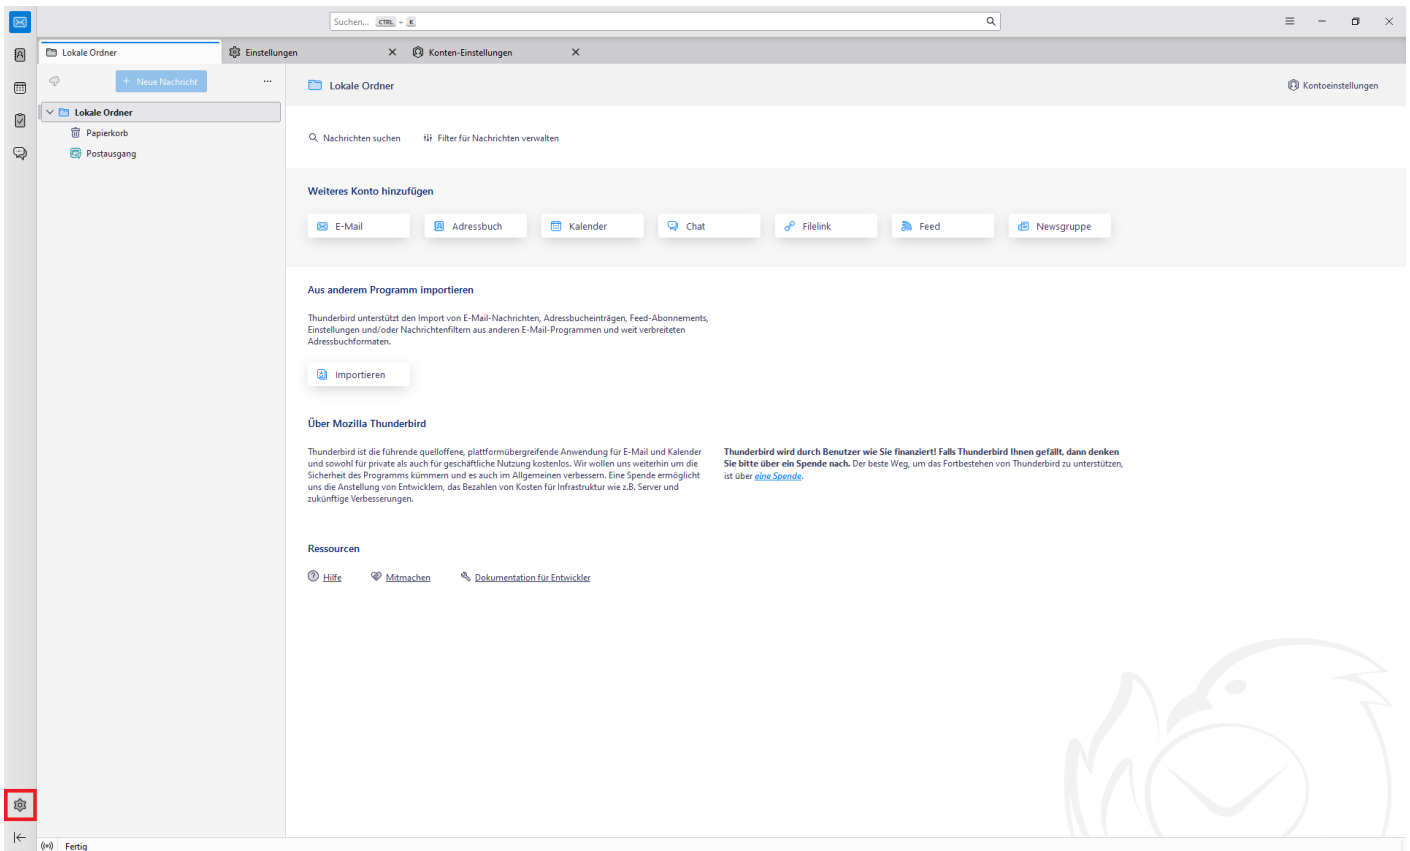 Suchen... CTRL + K
Lokale Ordner
Einstellungen
Konten-Einstellungen
+ Neue Nachricht
Lokale Ordner
Papierkorb
Postausgang
Lokale Ordner
Kontoeinstellungen
Nachrichten suchen
Filter für Nachrichten verwalten
Weiteres Konto hinzufügen
E-Mail
Adressbuch
Kalender
Chat
Filelink
Feed
Newsgruppe
Aus anderem Programm importieren
Thunderbird unterstützt den Import von E-Mail-Nachrichten, Adressbucheinträgen, Feed-Abonnements,
Einstellungen und/oder Nachrichtenfiltern aus anderen E-Mail-Programmen und weit verbreiteten
Adressbuchformaten.
Importieren
Über Mozilla Thunderbird
Thunderbird ist die führende quelloffene, plattformübergreifende Anwendung für E-Mail und Kalender
und sowohl für private als auch für geschäftliche Nutzung kostenlos. Wir wollen uns weiterhin um die
Sicherheit des Programms kümmern und es auch im Allgemeinen verbessern. Eine Spende ermöglicht
uns die Anstellung von Entwicklern, das Bezahlen von Kosten für Infrastruktur wie z.B. Server und
zukünftige Verbesserungen.
Thunderbird wird durch Benutzer wie Sie finanziert! Falls Thunderbird Ihnen gefällt, dann denken
Sie bitte über ein Spende nach. Der beste Weg, um das Fortbestehen von Thunderbird zu unterstützen,
ist über eine Spende.
Ressourcen
Hilfe
Mitmachen
Dokumentation für Entwickler
Fertig